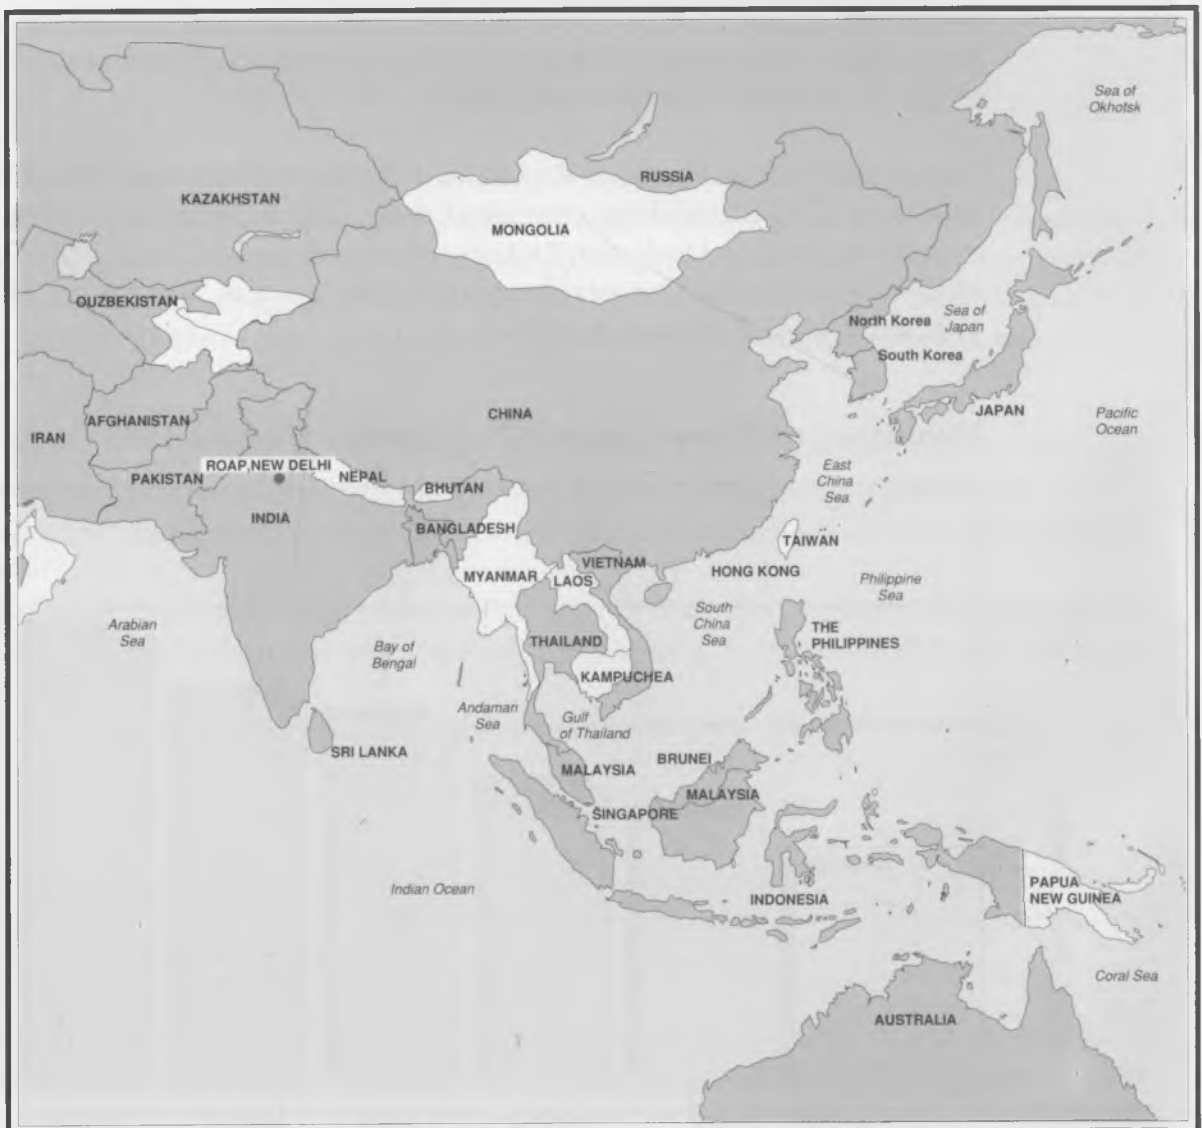 Sea of
Okhotsk
RUSSIA
KAZAKHSTAN
MONGOLIA
OUZBEKISTAN
North Korea
Sea of
Japan
South Korea
CHINA
JAPAN
Pacific
Ocean
AFGHANISTAN
IRAN
ROAP,NEW DELHI
PAKISTAN
NEPAL
BHUTAN
East
China
Sea
INDIA
BANGLADESH
TAIWAN
VIETNAM
HONG KONG
MYANMAR
LAOS
Philippine
Sea
Arabian
Sea
South
China
Sea
Bay of
Bengal
THAILAND
THE
PHILIPPINES
KAMPUCHEA
Andaman
Sea
Gulf
of Thailand
SRI LANKA
BRUNEI
MALAYSIA
MALAYSIA
SINGAPORE
Indian Ocean
INDONESIA
PAPUA
NEW GUINEA
Coral Sea
AUSTRALIA